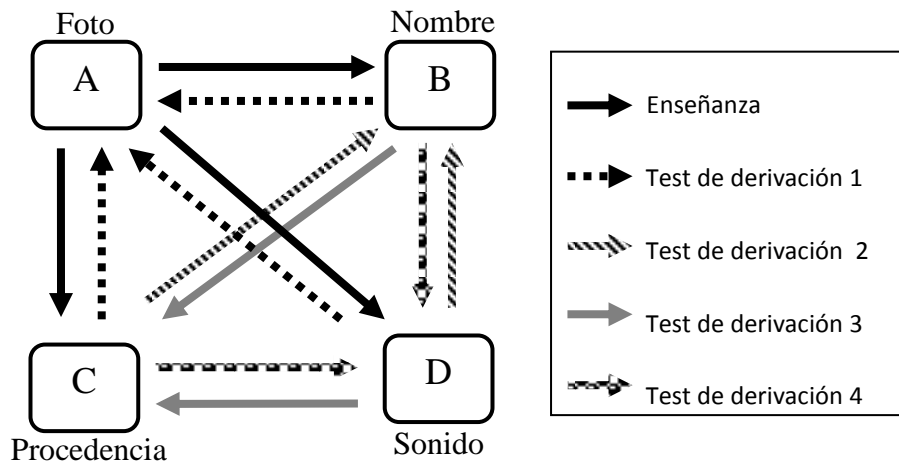 Foto
Nombre
A
B
C
D
Procedencia
Sonido
Enseñanza
Test de derivación 1
Test de derivación 2
Test de derivación 3
Test de derivación 4